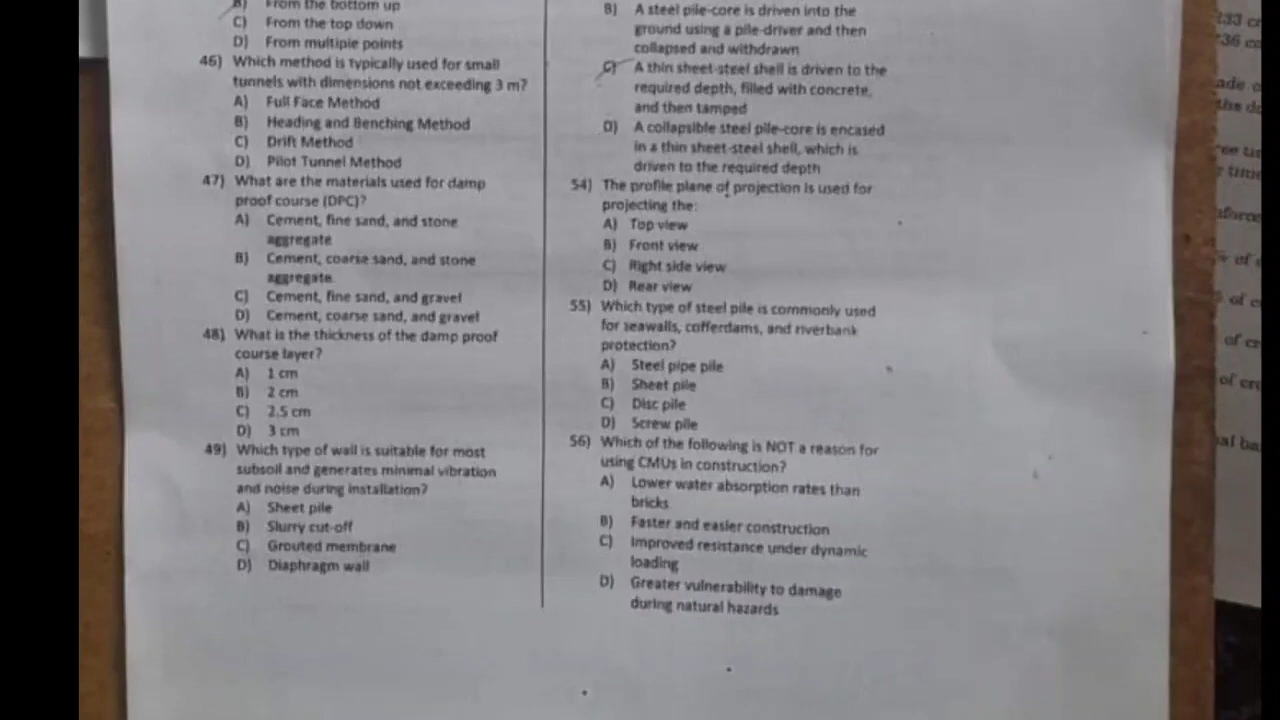 B) From the bottom up
C) From the top down
D) From multiple points
46) Which method is typically used for small
tunnels with dimensions not exceeding 3 m?
A) Full Face Method
B) Heading and Benching Method
C) Drift Method
D) Pilot Tunnel Method
47) What are the materials used for damp
proof course (DPC)?
A) Cement, fine sand, and stone
aggregate
B) Cement, coarse sand, and stone
aggregate
C) Cement, fine sand, and gravel
D) Cement, coarse sand, and gravel
48) What is the thickness of the damp proof
course layer?
A) 1 cm
B) 2 cm
C) 2.5 cm
D) 3 cm
49) Which type of wall is suitable for most
subsoil and generates minimal vibration
and noise during installation?
A) Sheet pile
B) Slurry cut-off
C) Grouted membrane
D) Diaphragm wall
B) A steel pile-core is driven into the
ground using a pile-driver and then
collapsed and withdrawn
C) A thin sheet-steel shell is driven to the
required depth, filled with concrete,
and then tamped
D) A collapsible steel pile-core is encased
in a thin sheet-steel shell, which is
driven to the required depth
54) The profile plane of projection is used for
projecting the:
A) Top view
B) Front view
C) Right side view
D) Rear view
55) Which type of steel pile is commonly used
for seawalls, cofferdams, and riverbank
protection?
A) Steel pipe pile
B) Sheet pile
C) Disc pile
D) Screw pile
56) Which of the following is NOT a reason for
using CMUs in construction?
A) Lower water absorption rates than
bricks
B) Faster and easier construction
C) Improved resistance under dynamic
loading
D) Greater vulnerability to damage
during natural hazards
of
of
of
of